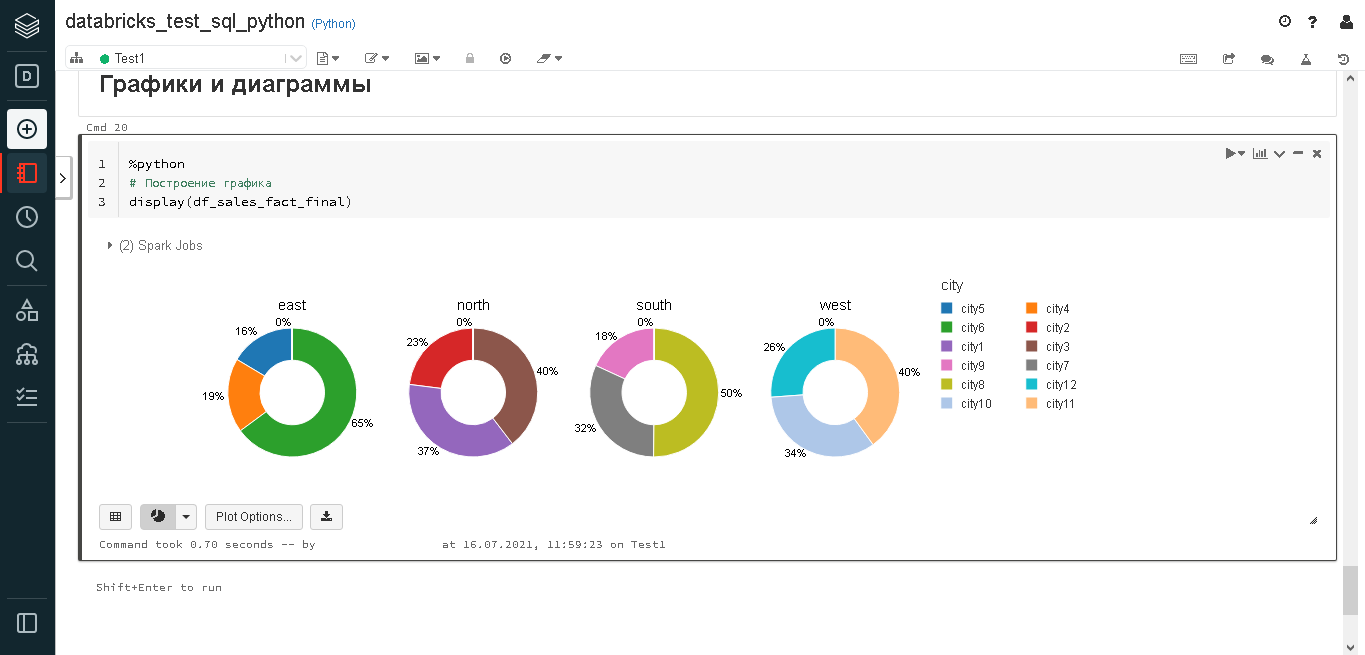 databricks_test_sql_python (Python)
Test1
D
Графики и диаграммы
Cmd 20
1 %python
2 # Построение графика
3 display(df_sales_fact_final)
(2) Spark Jobs
east
0%
16%
19%
65%
north
0%
23%
40%
37%
south
0%
18%
50%
32%
west
0%
26%
40%
34%
city
city5 city4
city6 city2
city1 city3
city9 city7
city8 city12
city10 city11
Plot Options...
Command took 0.70 seconds -- by at 16.07.2021, 11:59:23 on Test1
Shift+Enter to run